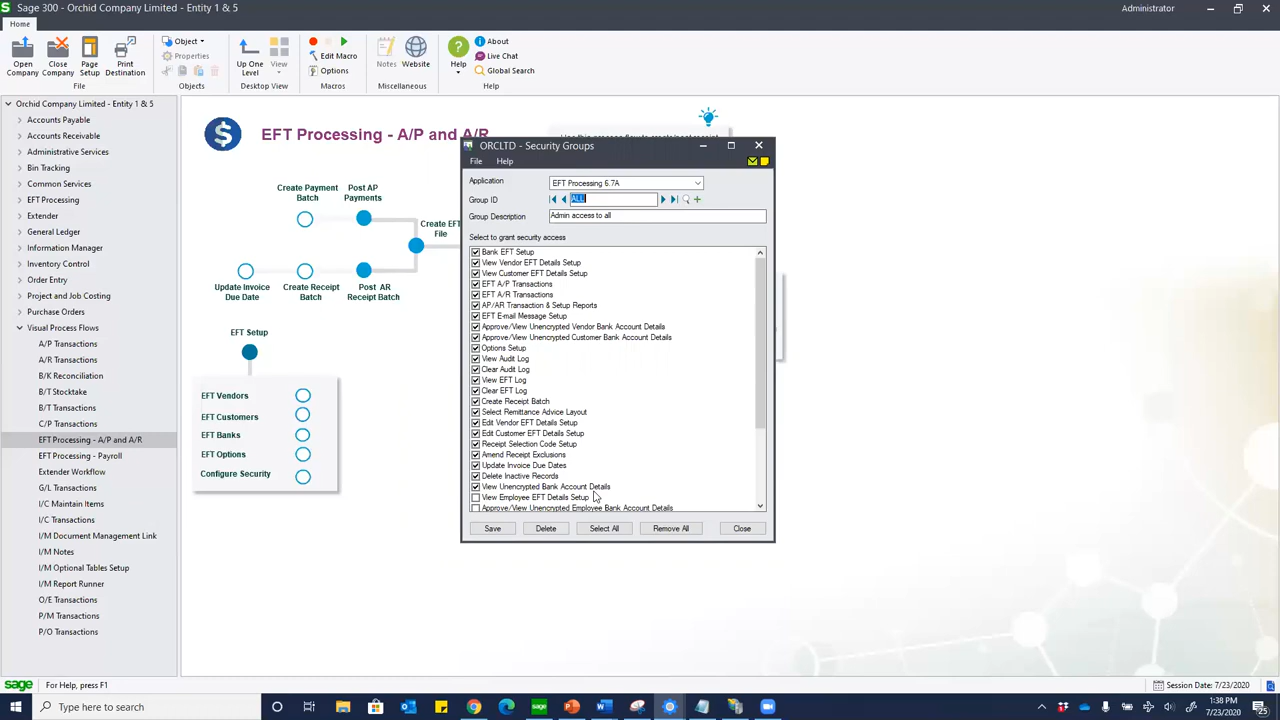 Sage 300 - Orchid Company Limited - Entity 1 & 5
Administrator
Home
Open Company
Close Company
Page Setup
Print Destination
File
Object
Properties
Objects
Up One Level
View
Desktop View
Edit Macro
Options
Macros
Notes
Website
Miscellaneous
Help
About
Live Chat
Global Search
Help
Orchid Company Limited - Entity 1 & 5
Accounts Payable
Accounts Receivable
Administrative Services
Bin Tracking
Common Services
EFT Processing
Extender
General Ledger
Information Manager
Inventory Control
Order Entry
Project and Job Costing
Purchase Orders
Visual Process Flows
A/P Transactions
A/R Transactions
B/K Reconciliation
B/T Stocktake
B/T Transactions
C/P Transactions
EFT Processing - A/P and A/R
EFT Processing - Payroll
Extender Workflow
G/L Transactions
I/C Maintain Items
I/C Transactions
I/M Document Management Link
I/M Notes
I/M Optional Tables Setup
I/M Report Runner
O/E Transactions
P/M Transactions
P/O Transactions
EFT Processing - A/P and A/R
Create Payment Batch
Post AP Payments
Create EFT File
Update Invoice Due Date
Create Receipt Batch
Post AR Receipt Batch
EFT Setup
EFT Vendors
EFT Customers
EFT Banks
EFT Options
Configure Security
ORCLTD - Security Groups
File
Help
Application
EFT Processing 6.7A
Group ID
ALL
Group Description
Admin access to all
Select to grant security access
Bank EFT Setup
View Vendor EFT Details Setup
View Customer EFT Details Setup
EFT A/P Transactions
EFT A/R Transactions
AP/AR Transaction & Setup Reports
EFT E-mail Message Setup
Approve/View Unencrypted Vendor Bank Account Details
Approve/View Unencrypted Customer Bank Account Details
Options Setup
View Audit Log
Clear Audit Log
View EFT Log
Clear EFT Log
Create Receipt Batch
Select Remittance Advice Layout
Edit Vendor EFT Details Setup
Edit Customer EFT Details Setup
Receipt Selection Code Setup
Amend Receipt Exclusions
Update Invoice Due Dates
Delete Inactive Records
View Unencrypted Bank Account Details
View Employee EFT Details Setup
Approve/View Unencrypted Employee Bank Account Details
Save
Delete
Select All
Remove All
Close
sage
For Help, press F1
Session Date: 7/23/2020
Type here to search
1:38 PM
7/23/2020